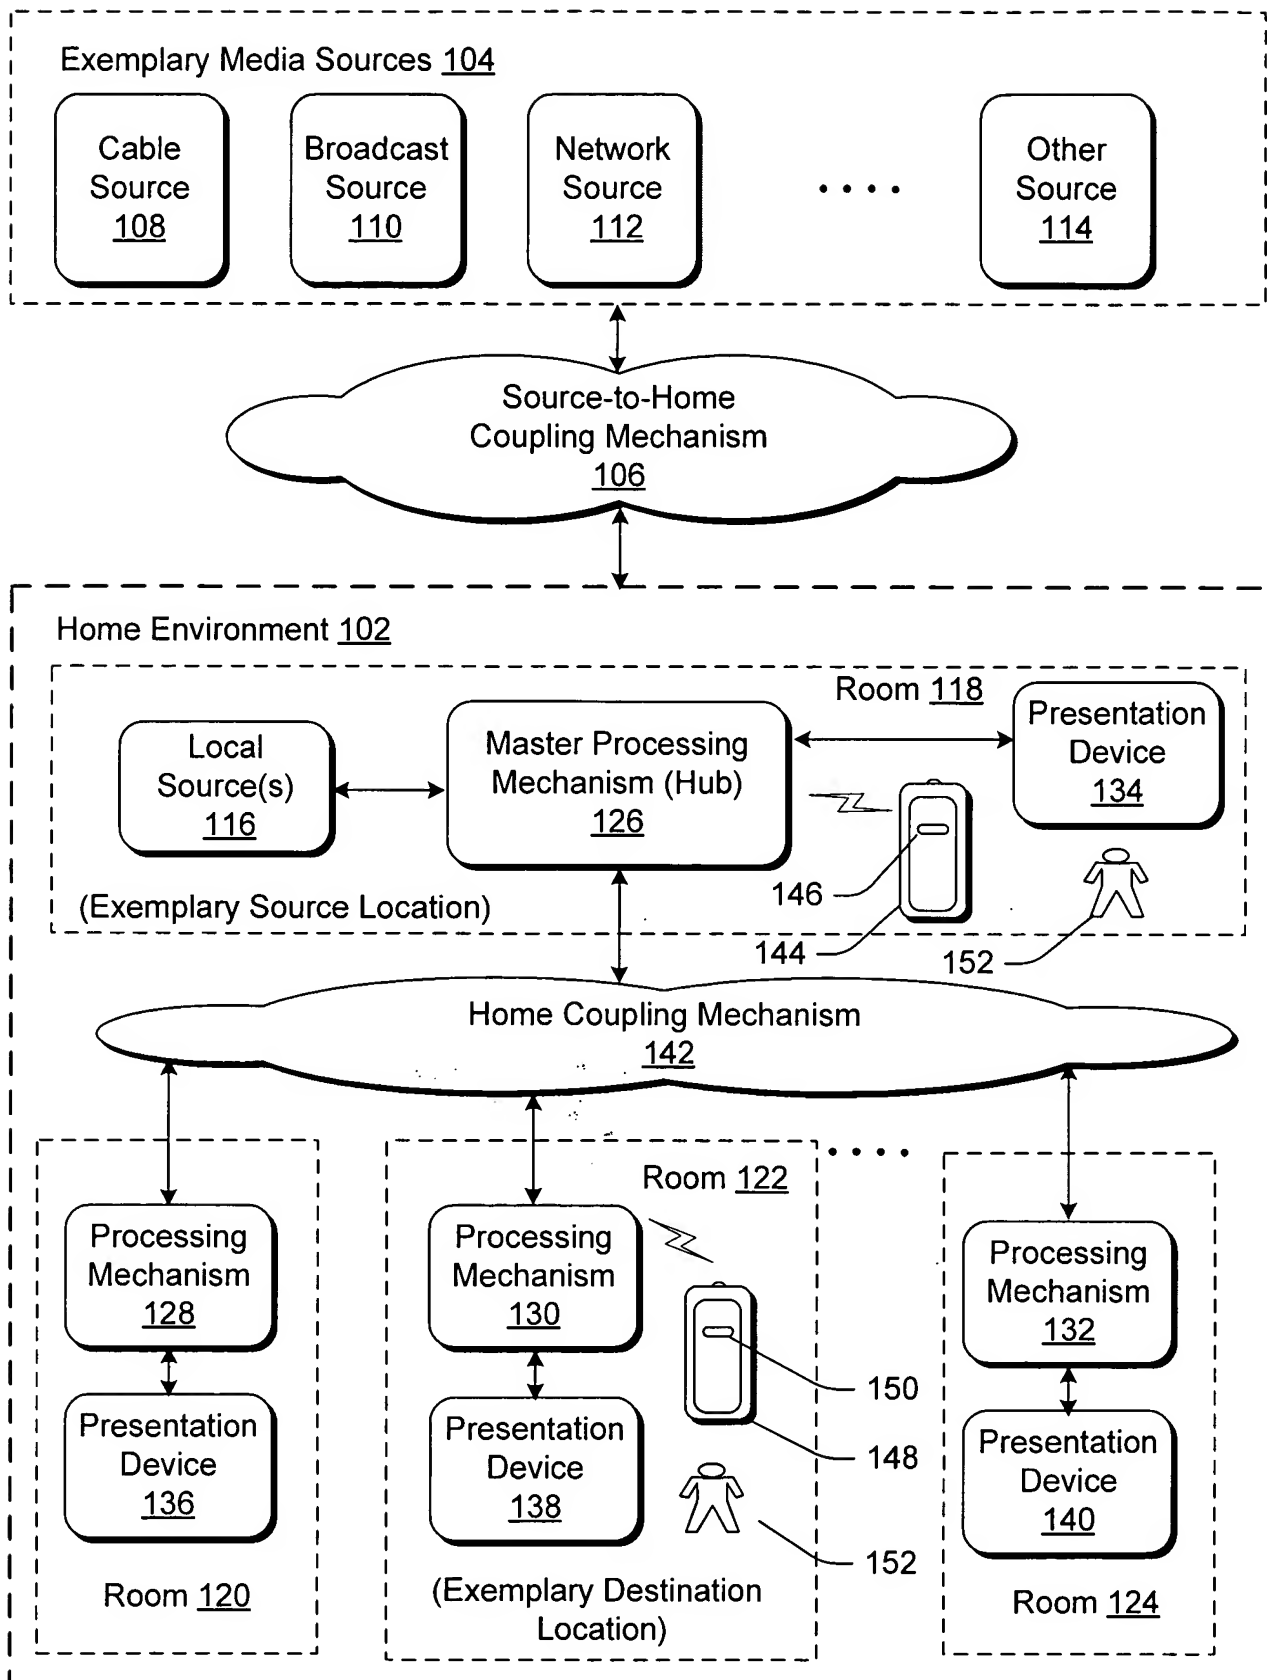 Exemplary Media Sources 104
Cable
Source
108
Broadcast
Source
110
Network
Source
112
Other
Source
114
Source-to-Home
Coupling Mechanism
106
Home Environment 102
Room 118
Local
Source(s)
116
Master Processing
Mechanism (Hub)
126
Presentation
Device
134
146
144
152
(Exemplary Source Location)
Home Coupling Mechanism
142
Processing
Mechanism
128
Presentation
Device
136
Room 120
Room 122
Processing
Mechanism
130
Presentation
Device
138
150
148
152
(Exemplary Destination
Location)
Processing
Mechanism
132
Presentation
Device
140
Room 124